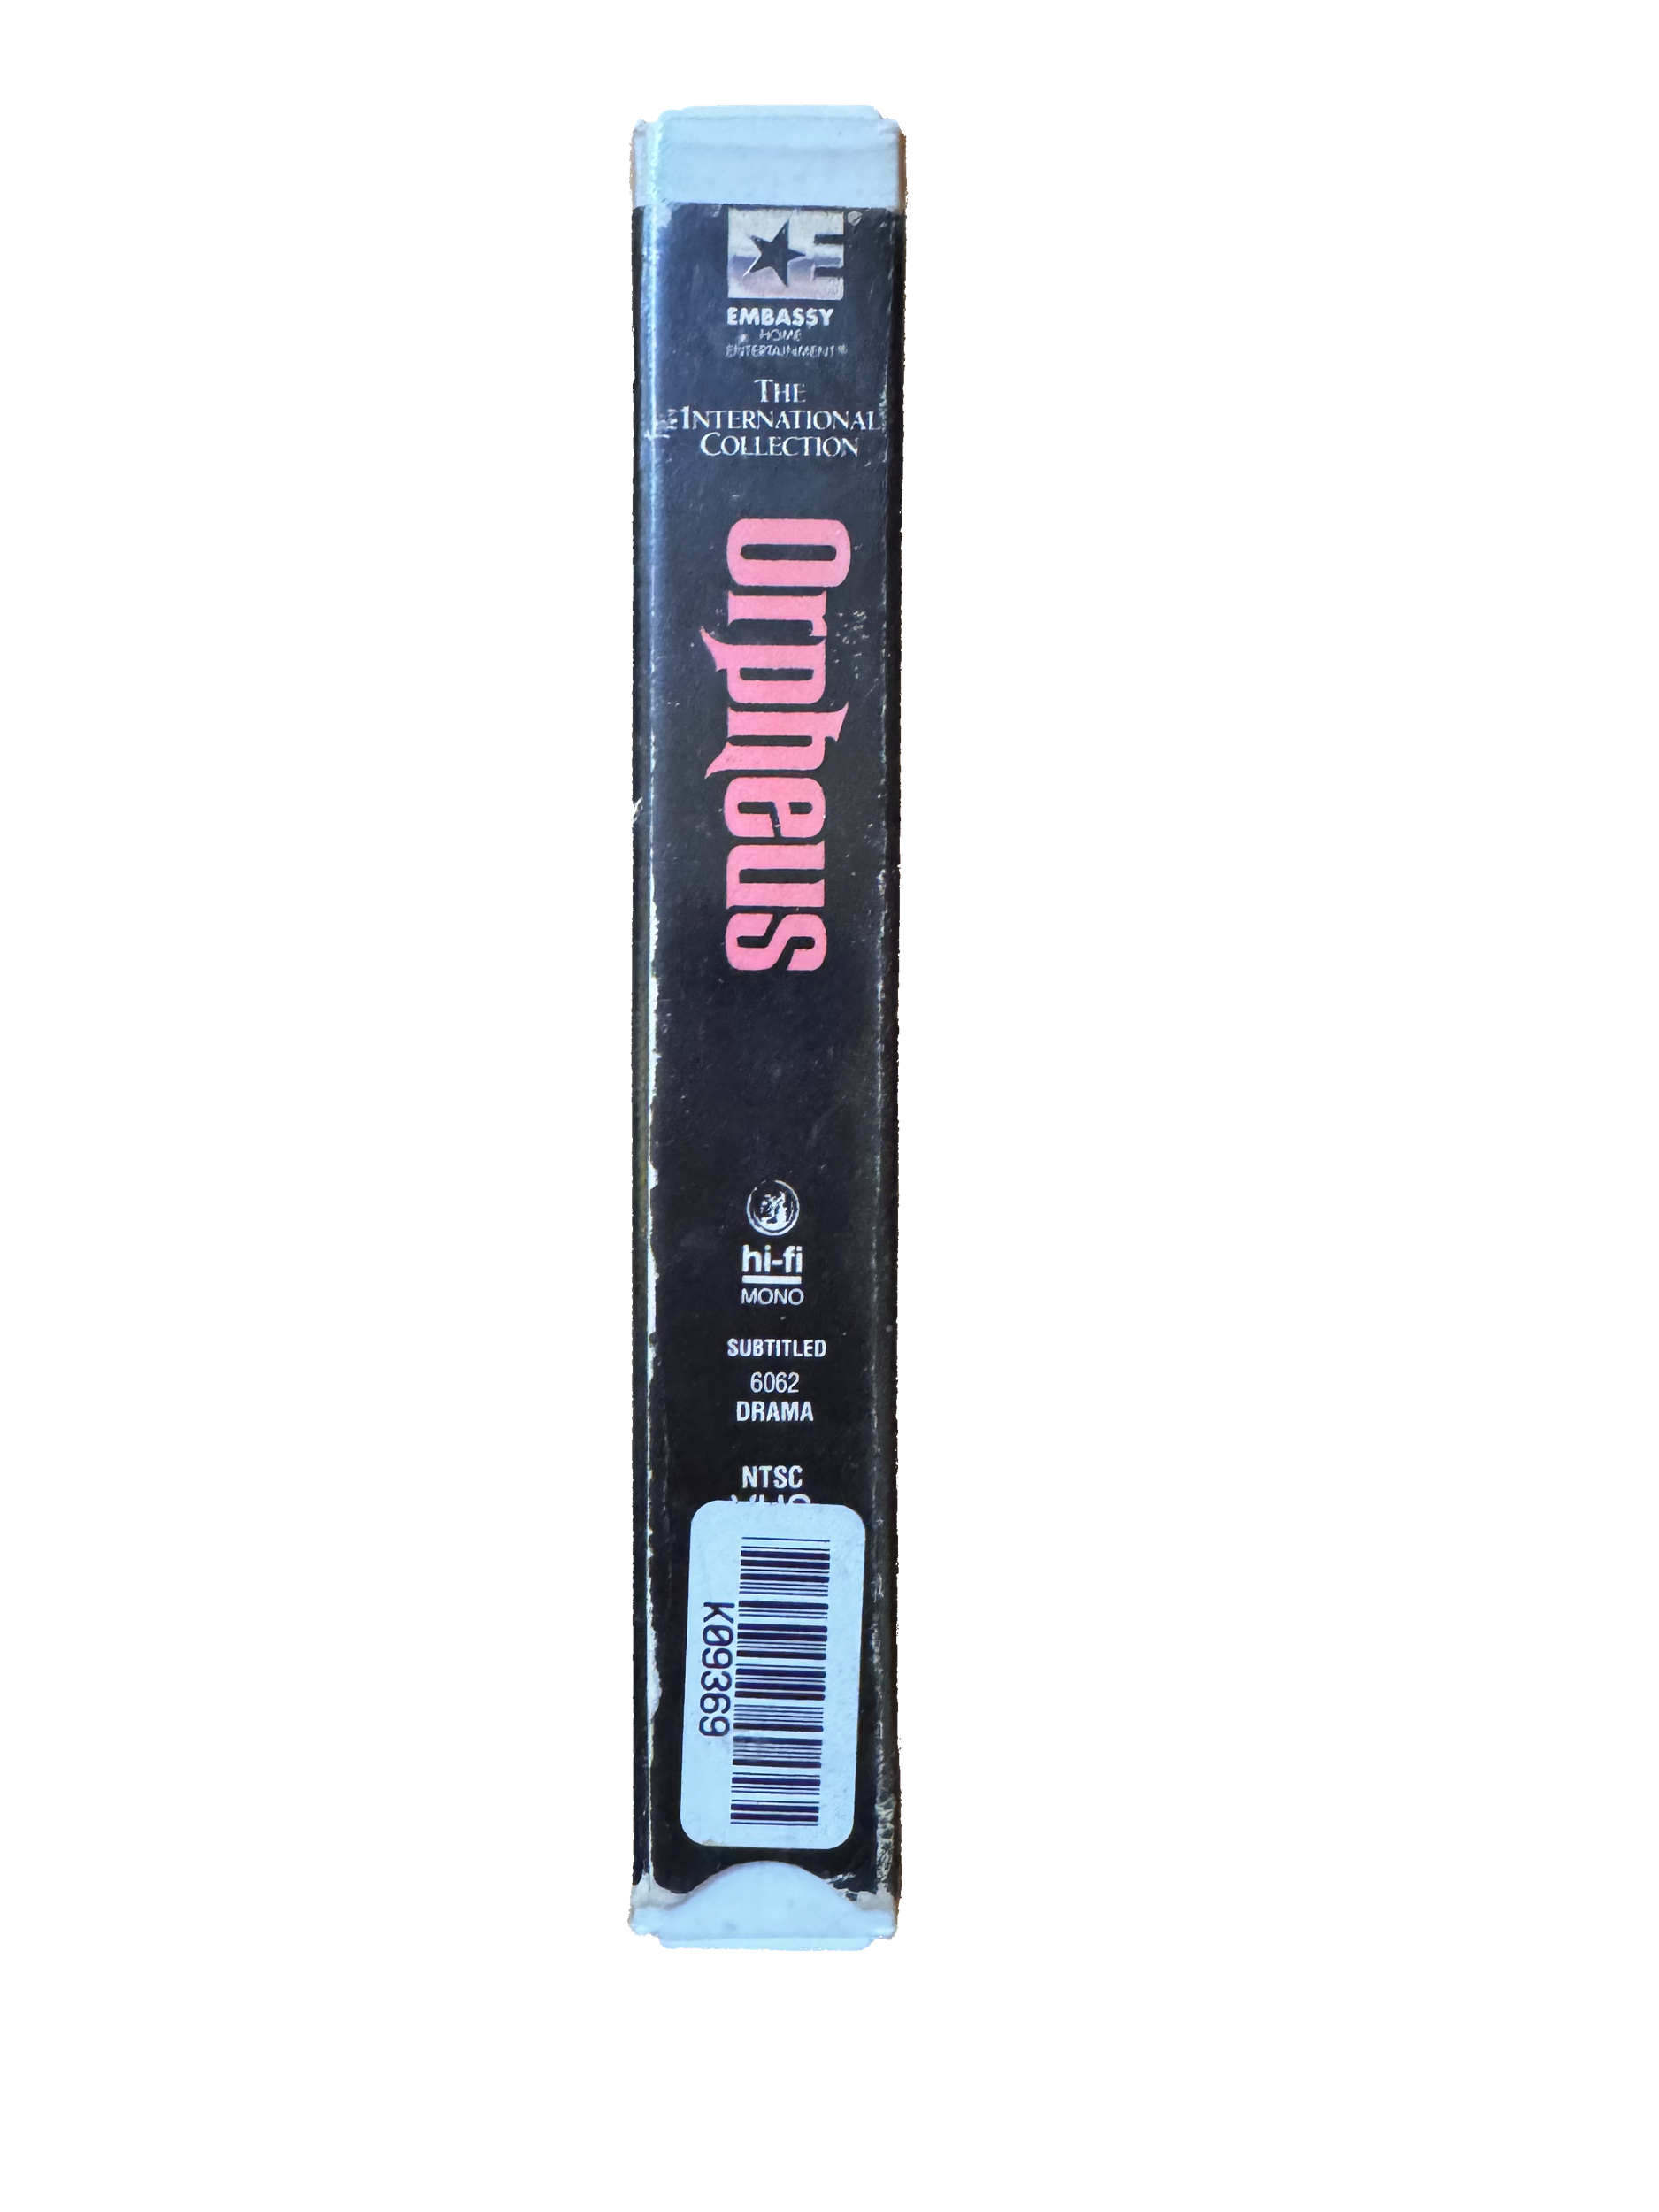 EMBASSY
HOME
ENTERTAINMENT
THE
INTERNATIONAL
COLLECTION
Orpheus
hi-fi
MONO
SUBTITLED
6062
DRAMA
NTSC
K09369